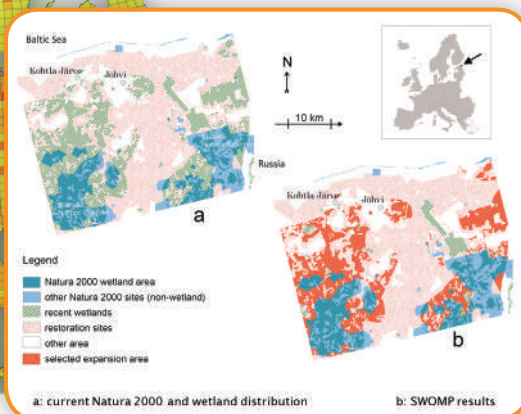 Baltic Sea
Kohtla-Järve
Jõhvi
N
10 km
Russia
a
Kohtla-Järve
Jõhvi
b
Legend
Natura 2000 wetland area
other Natura 2000 sites (non-wetland)
recent wetlands
restoration sites
other area
selected expansion area
a: current Natura 2000 and wetland distribution
b: SWOMP results